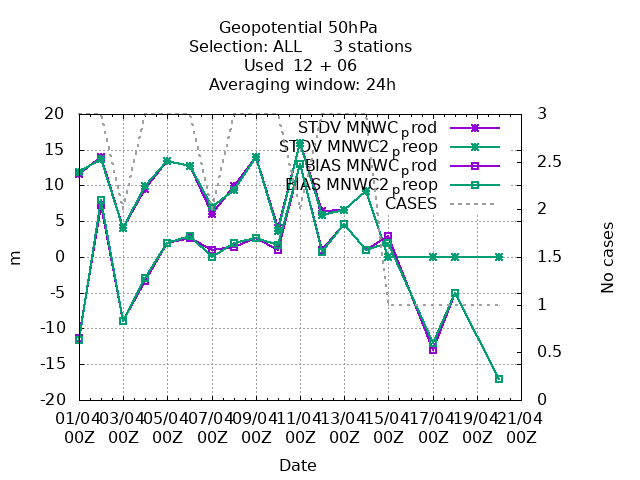 Geopotential 50hPa
Selection: ALL 3 stations
Used 12 + 06
Averaging window: 24h
20
15
10
5
0
-5
-10
-15
-20
m
3
2.5
2
1.5
1
0.5
0
No cases
STDV MNWC_prod
STDV MNWC2_preop
BIAS MNWC_prod
BIAS MNWC2_preop
CASES
01/04 03/04 05/04 07/04 09/04 11/04 13/04 15/04 17/04 19/04 21/04
00Z 00Z 00Z 00Z 00Z 00Z 00Z 00Z 00Z 00Z 00Z
Date